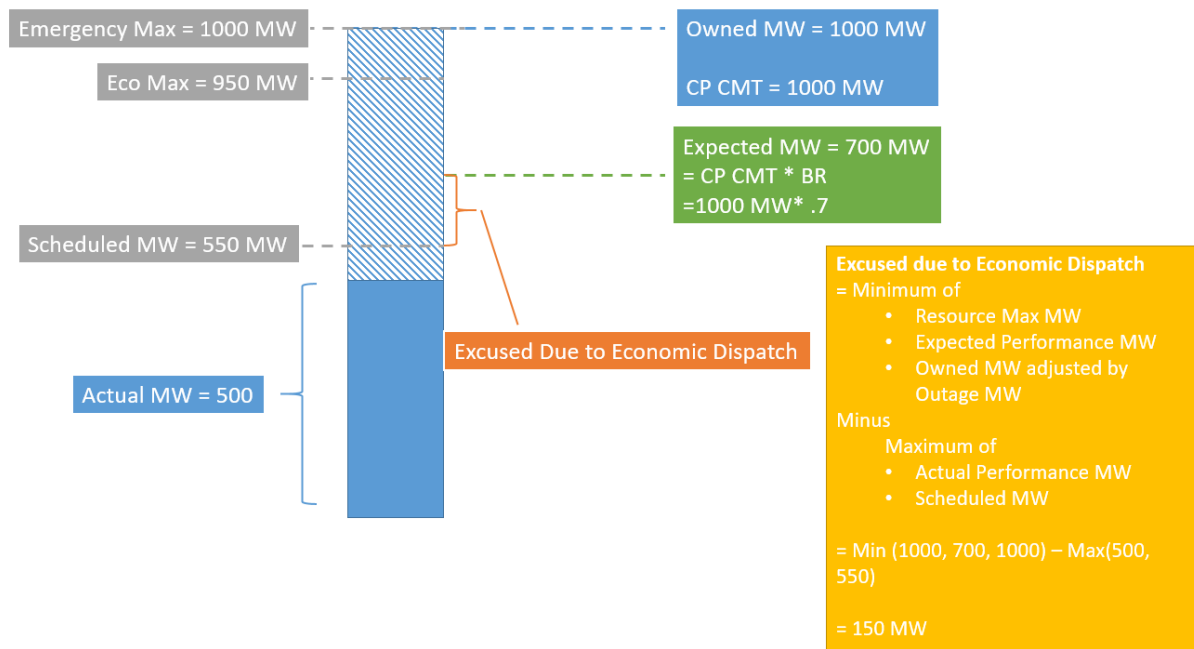 Emergency Max = 1000 MW
Owned MW = 1000 MW
Eco Max = 950 MW
CP CMT = 1000 MW
Expected MW = 700 MW
= CP CMT * BR
=1000 MW* .7
Scheduled MW = 550 MW
Excused Due to Economic Dispatch
Actual MW = 500
Excused due to Economic Dispatch
= Minimum of
• Resource Max MW
• Expected Performance MW
• Owned MW adjusted by
Outage MW
Minus
Maximum of
• Actual Performance MW
• Scheduled MW
= Min (1000, 700, 1000) – Max(500,
550)
= 150 MW